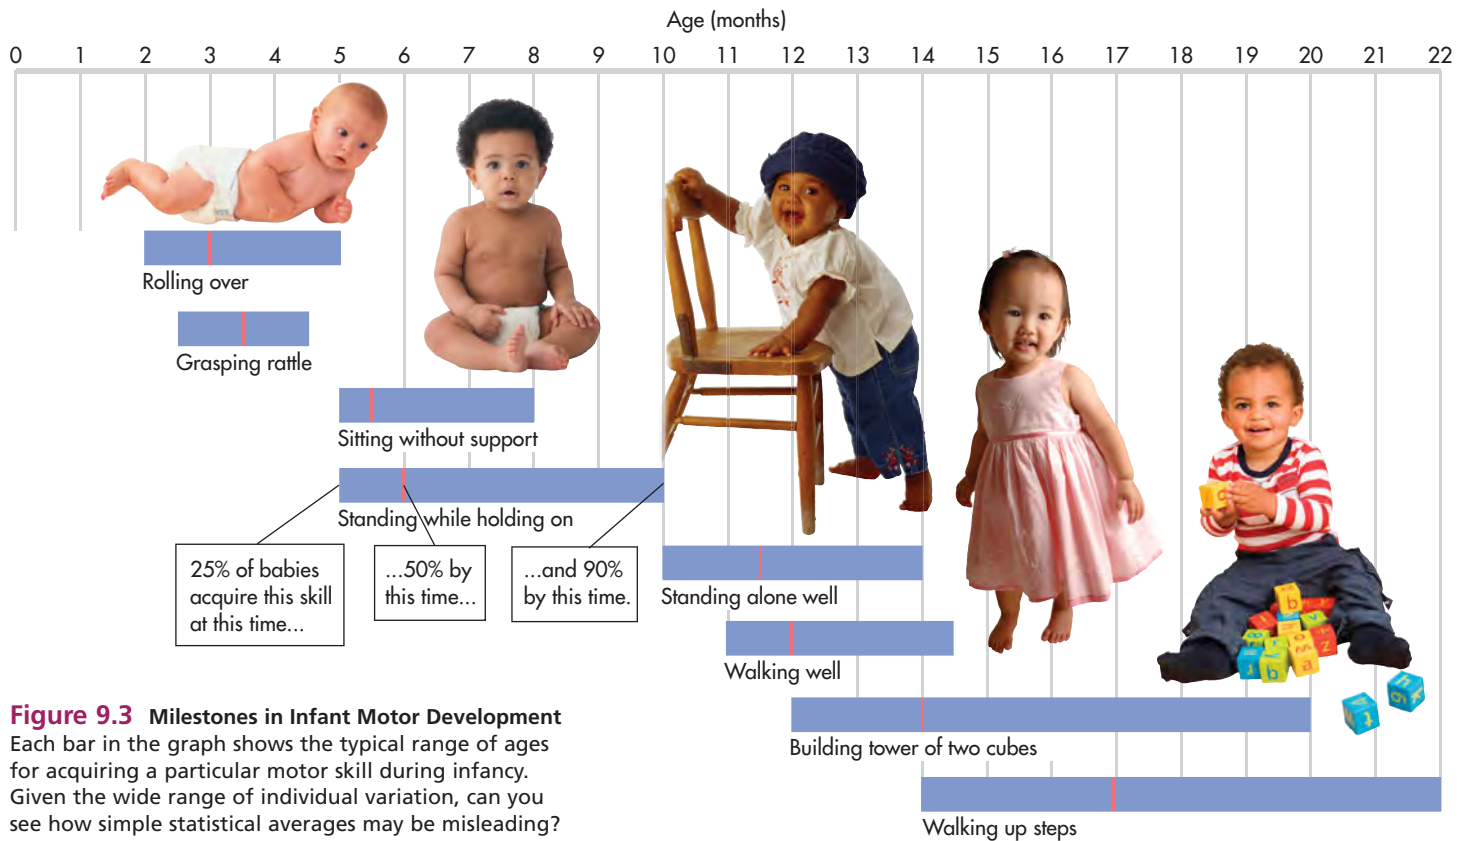 Age (months)
0 1 2 3 4 5 6 7 8 9 10 11 12 13 14 15 16 17 18 19 20 21 22
Rolling over
Grasping rattle
Sitting without support
Standing while holding on
25% of babies
acquire this skill
at this time...
...50% by
this time...
...and 90%
by this time.
Standing alone well
Walking well
Building tower of two cubes
Walking up steps
Figure 9.3 Milestones in Infant Motor Development
Each bar in the graph shows the typical range of ages
for acquiring a particular motor skill during infancy.
Given the wide range of individual variation, can you
see how simple statistical averages may be misleading?